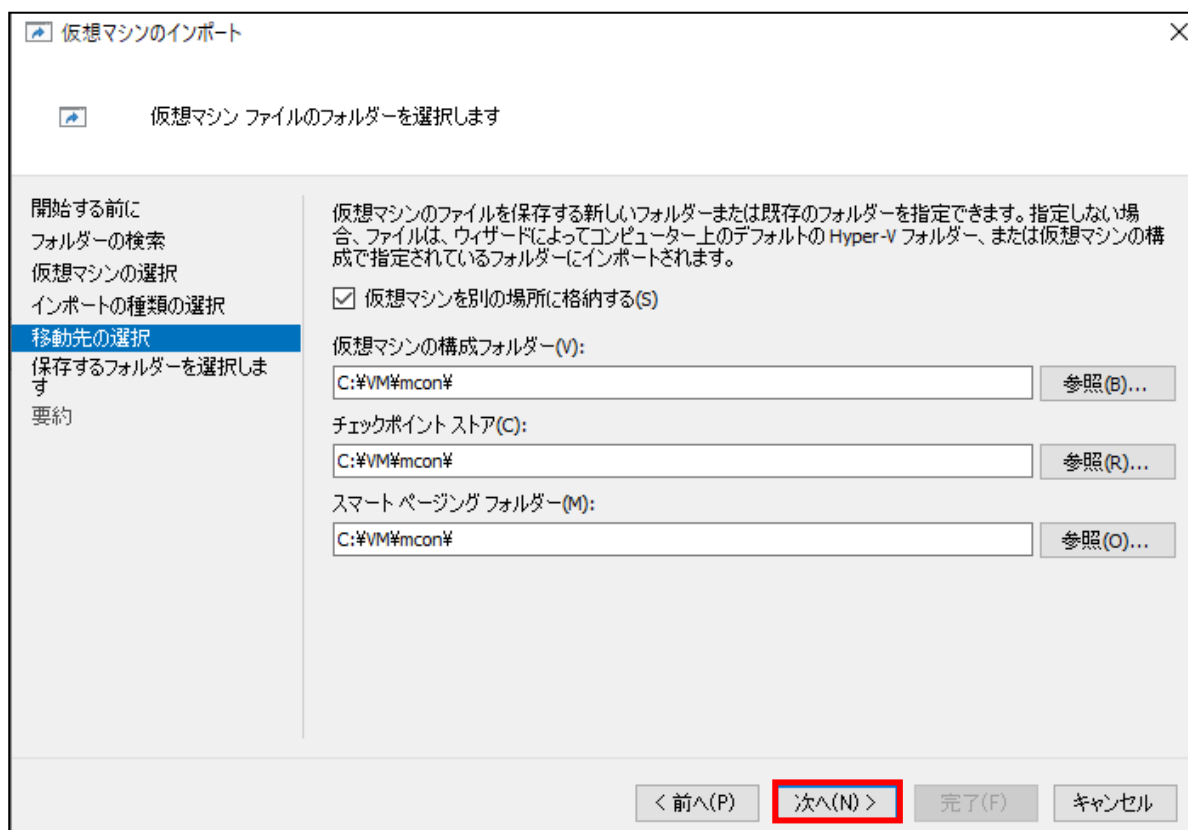 仮想マシンのインポート
仮想マシン ファイルのフォルダーを選択します
開始する前に
フォルダーの検索
仮想マシンの選択
インポートの種類の選択
移動先の選択
保存するフォルダーを選択しま
す
要約
仮想マシンのファイルを保存する新しいフォルダーまたは既存のフォルダーを指定できます。指定しない場
合、ファイルは、ウィザードによってコンピューター上のデフォルトの Hyper-V フォルダー、または仮想マシンの構
成で指定されているフォルダーにインポートされます。
仮想マシンを別の場所に格納する(S)
仮想マシンの構成フォルダー(V):
C:¥VM¥mcon¥
参照(B)...
チェックポイント ストア(C):
C:¥VM¥mcon¥
参照(R)...
スマート ページング フォルダー(M):
C:¥VM¥mcon¥
参照(O)...
< 前へ(P)
次へ(N) >
完了(F)
キャンセル